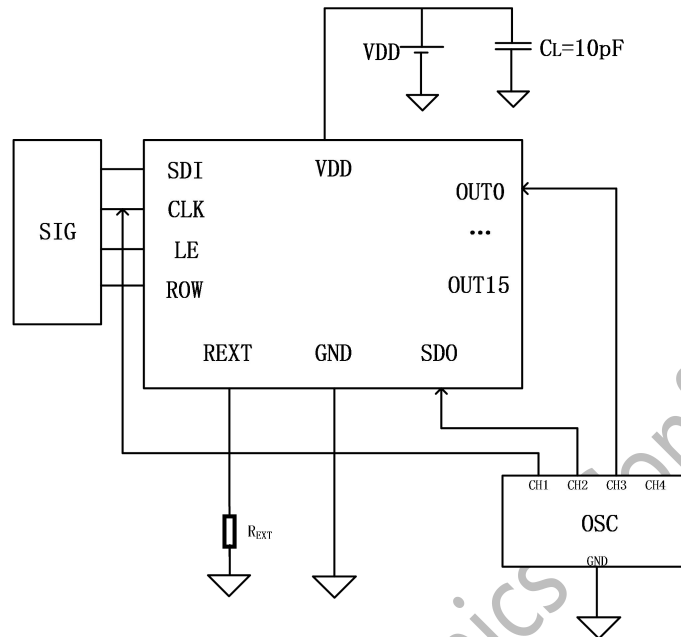 VDD
CL=10pF
SDI
VDD
CLK
OUT0
SIG
...
LE
ROW
OUT15
REXT
GND
SDO
CH1 CH2 CH3 CH4
OSC
REXT
GND